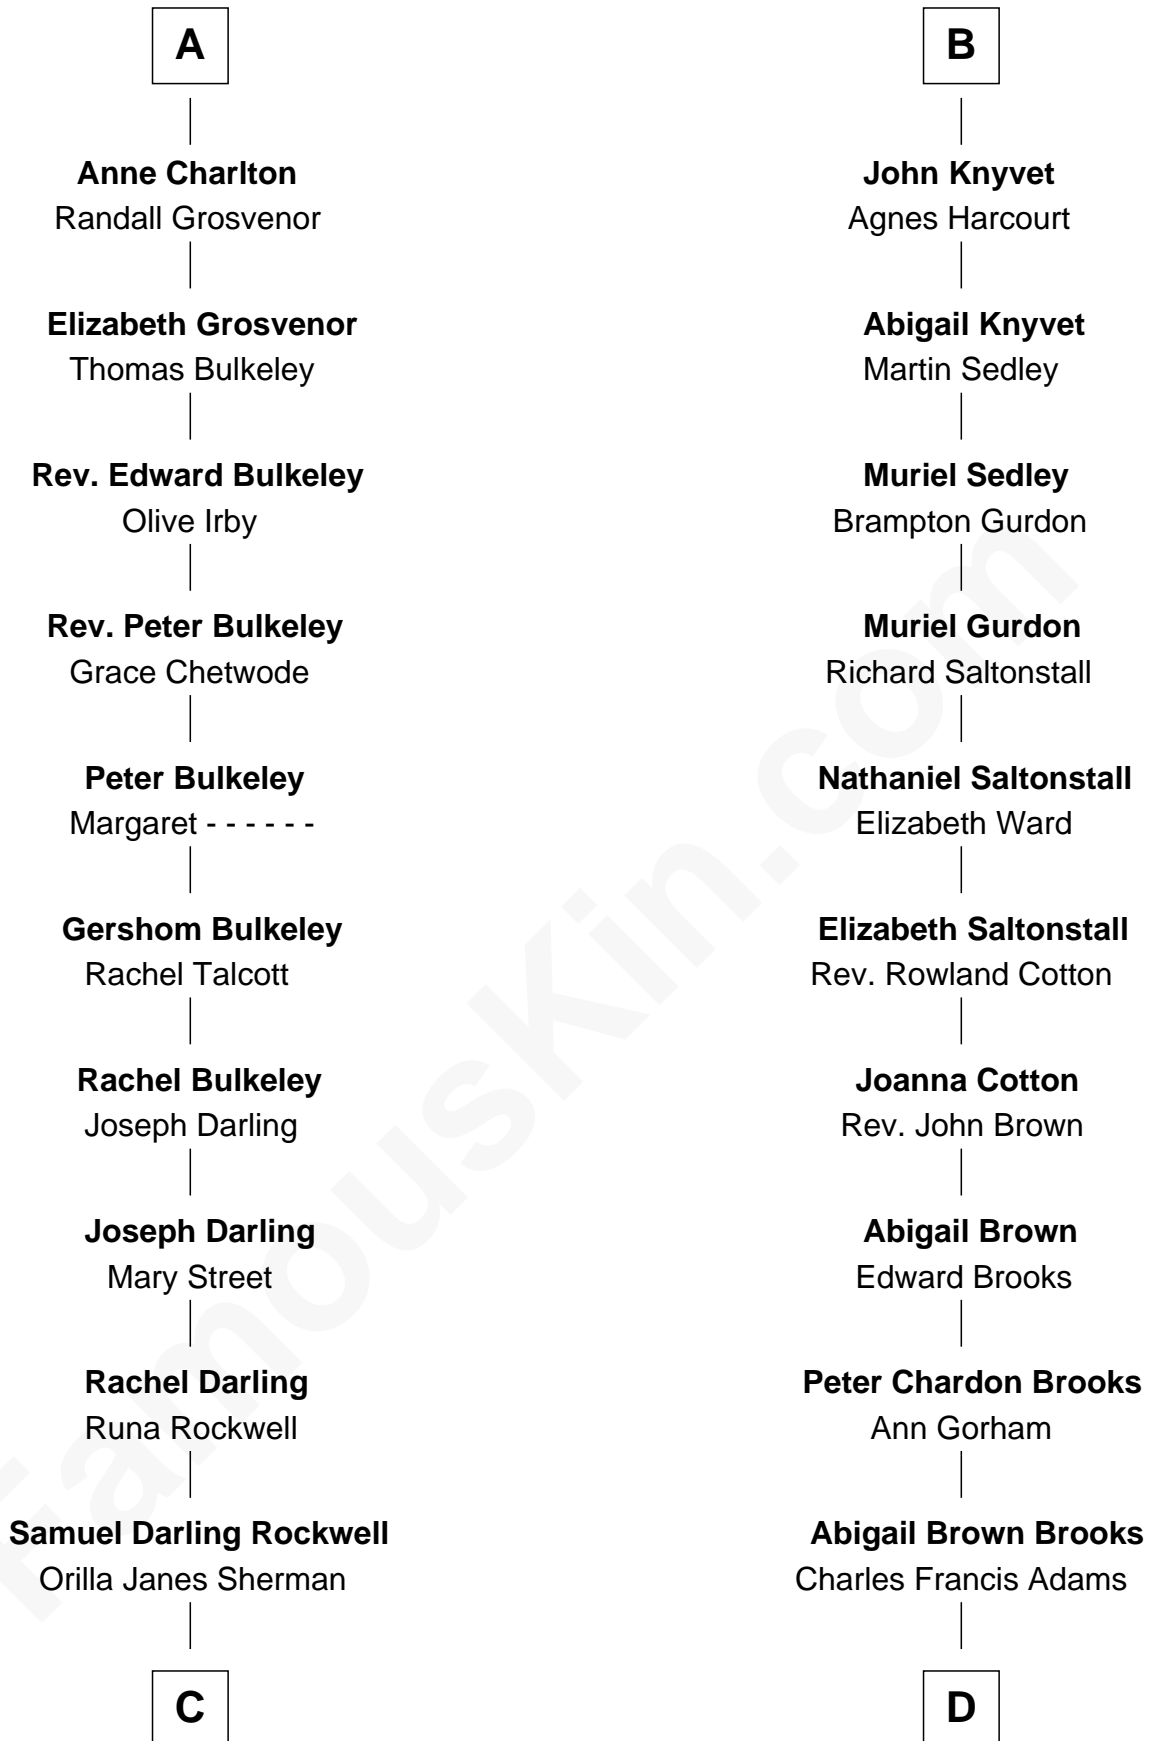 A
Anne Charlton
Randall Grosvenor
Elizabeth Grosvenor
Thomas Bulkeley
Rev. Edward Bulkeley
Olive Irby
Rev. Peter Bulkeley
Grace Chetwode
Peter Bulkeley
Margaret - - - - - -
Gershom Bulkeley
Rachel Talcott
Rachel Bulkeley
Joseph Darling
Joseph Darling
Mary Street
Rachel Darling
Runa Rockwell
Samuel Darling Rockwell
Orilla Janes Sherman
C
B
John Knyvet
Agnes Harcourt
Abigail Knyvet
Martin Sedley
Muriel Sedley
Brampton Gurdon
Muriel Gurdon
Richard Saltonstall
Nathaniel Saltonstall
Elizabeth Ward
Elizabeth Saltonstall
Rev. Rowland Cotton
Joanna Cotton
Rev. John Brown
Abigail Brown
Edward Brooks
Peter Chardon Brooks
Ann Gorham
Abigail Brown Brooks
Charles Francis Adams
D
FamousKin.com